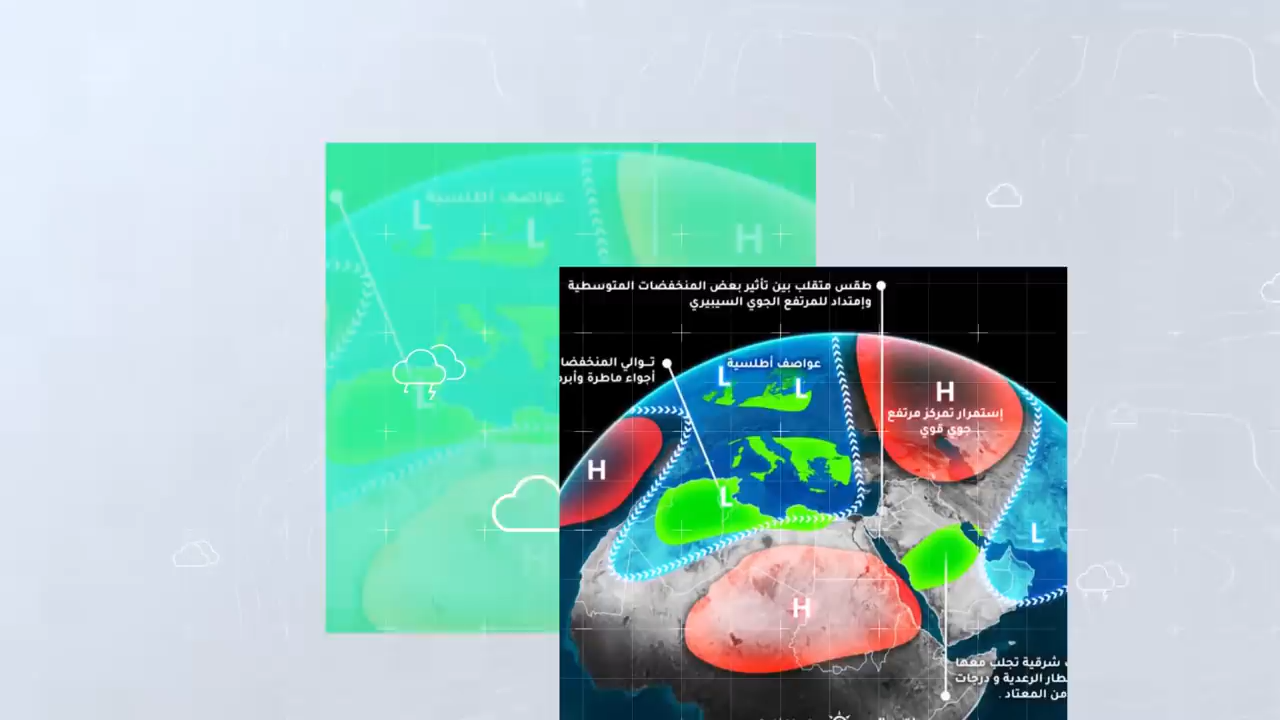 عواصف أطلسية
L
L
H
L
H
طقس متقلب بين تأثير بعض المنخفضات المتوسطية
وإمتداد للمرتفع الجوي السيبيري
تـوالي المنخفضا
أجواء ماطرة وأبرد
عواصف أطلسية
L
L
H
إستمرار تمركز مرتفع
جوي قوي
H
L
L
H
شرقية تجلب معها
طار الرعدية و درجات
من المعتاد .